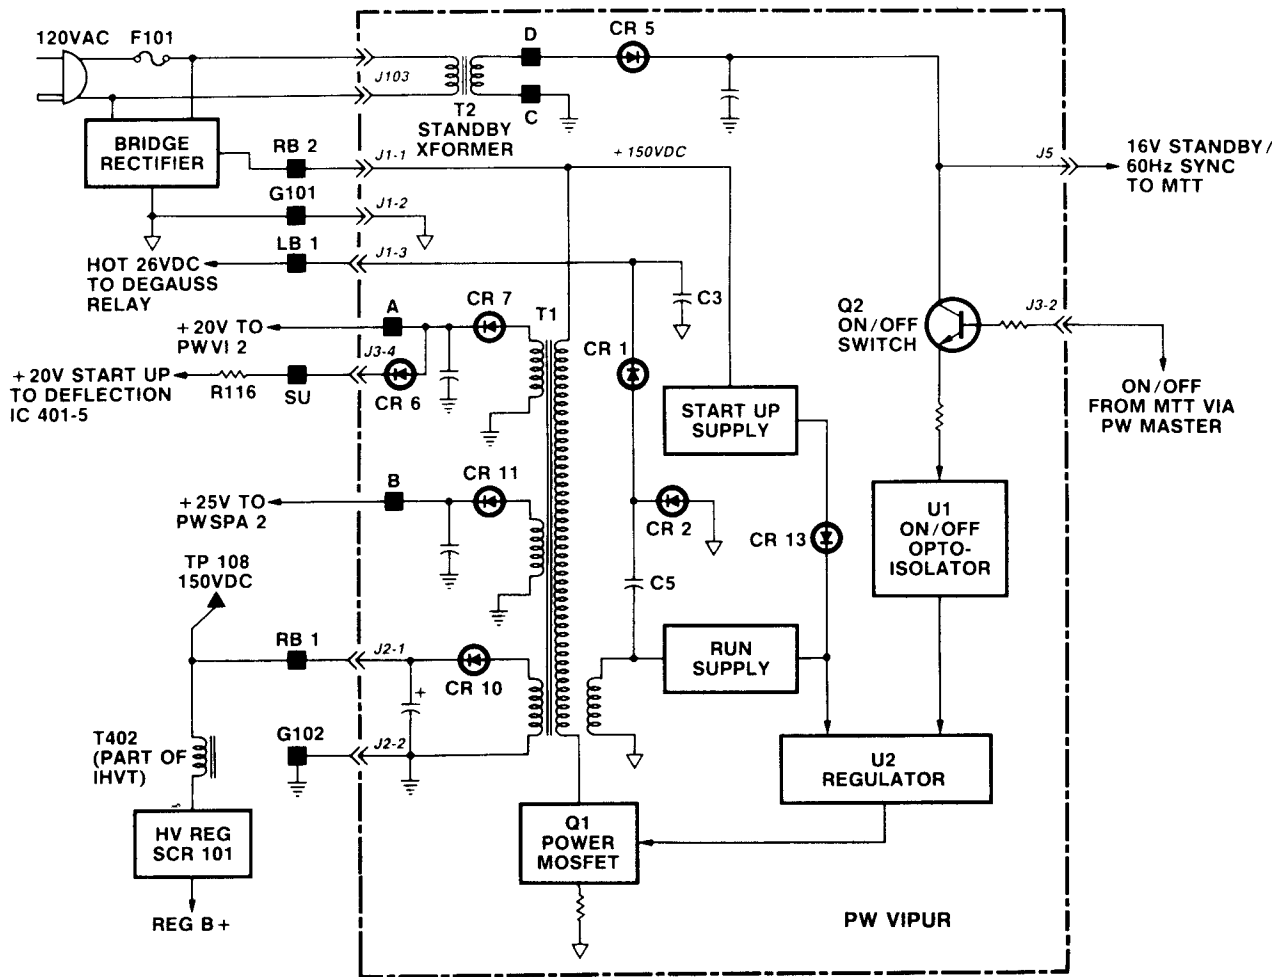 120VAC
F101
J103
D
C
T2
STANDBY
XFORMER
CR 5
BRIDGE
RECTIFIER
RB 2
J1-1
+150VDC
J5
16V STANDBY/
60Hz SYNC
TO MTT
G101
J1-2
LB 1
J1-3
HOT 26VDC
TO DEGAUSS
RELAY
C3
A
CR 7
T1
+20V TO
PWVI 2
J3-4
CR 6
+20V START UP
TO DEFLECTION
IC 401-5
R116
SU
CR 1
Q2
ON/OFF
SWITCH
J3-2
ON/OFF
FROM MTT VIA
PW MASTER
START UP
SUPPLY
B
CR 11
+25V TO
PWSPA 2
CR 2
CR 13
U1
ON/OFF
OPTO-
ISOLATOR
C5
TP 108
150VDC
RB 1
J2-1
CR 10
+
RUN
SUPPLY
G102
J2-2
T402
(PART OF
IHVT)
U2
REGULATOR
HV REG
SCR 101
REG B+
Q1
POWER
MOSFET
PW VIPUR